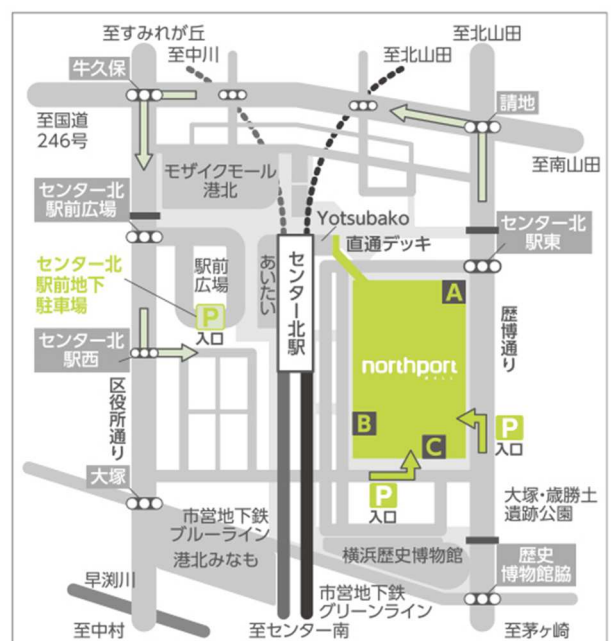 至すみれが丘
至中川
至北山田
至北山田
牛久保
請地
至国道
246号
至南山田
モザイクモール
港北
センター北
駅前広場
Yotsubako
直通デッキ
センター北
駅東
センター北
駅前地下
駐車場
駅前
広場
P
入口
あいたい
センター北駅
A
歴博通り
northport
MALL
センター北
駅西
区役所通り
B
C
P
入口
P
入口
大塚
大塚・歳勝土
遺跡公園
市営地下鉄
ブルーライン
港北みなも
横浜歴史博物館
歴史
博物館脇
早渕川
市営地下鉄
グリーンライン
至中村
至センター南
至茅ヶ崎